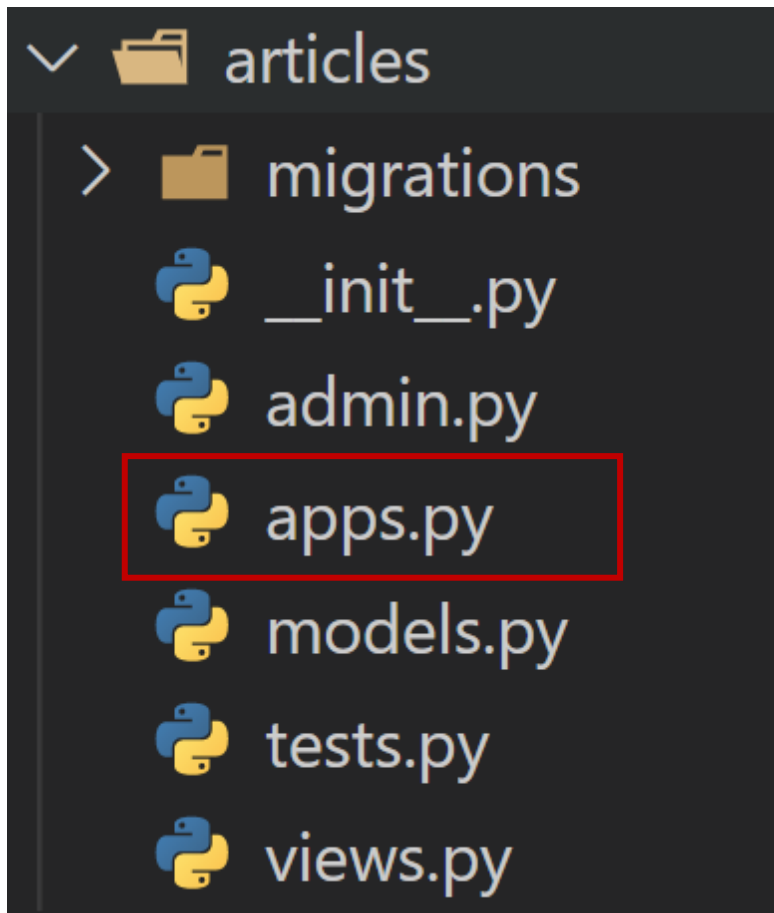 articles
migrations
__init__.py
admin.py
apps.py
models.py
tests.py
views.py